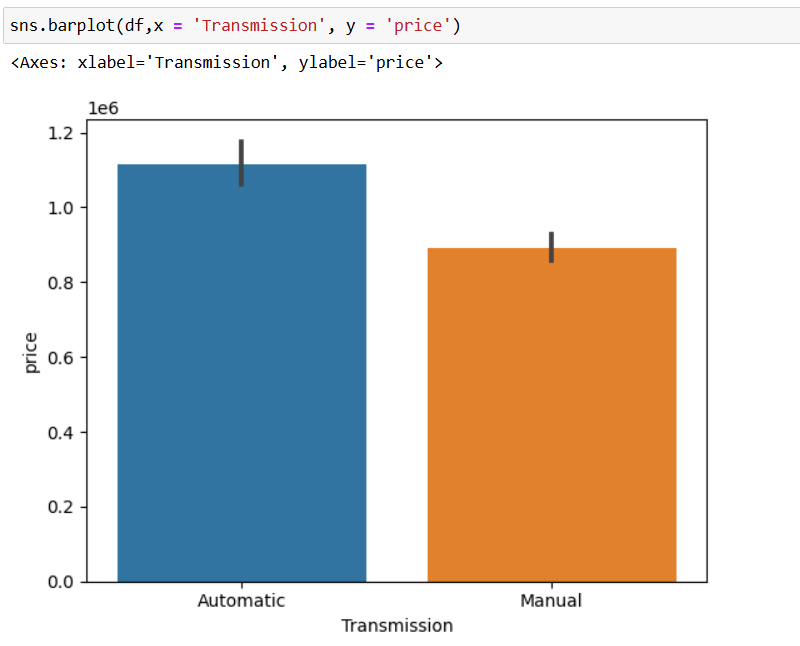 sns.barplot(df,x = 'Transmission', y = 'price')
<Axes: xlabel='Transmission', ylabel='price'>
1e6
1.2
1.0
0.8
0.6
0.4
0.2
0.0
price
Automatic Manual
Transmission